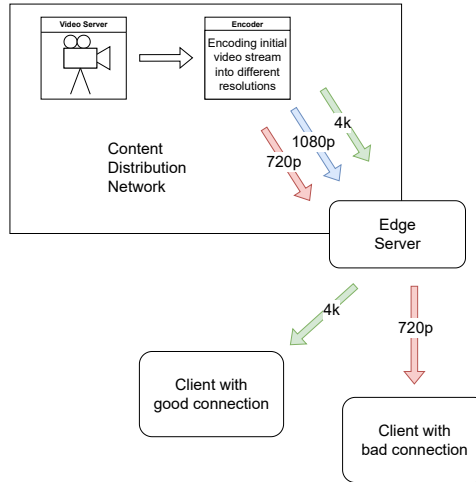 Video Server
Encoder
Encoding initial
video stream
into different
resolutions
4k
1080p
720p
Content
Distribution
Network
Edge
Server
4k
720p
Client with
good connection
Client with
bad connection